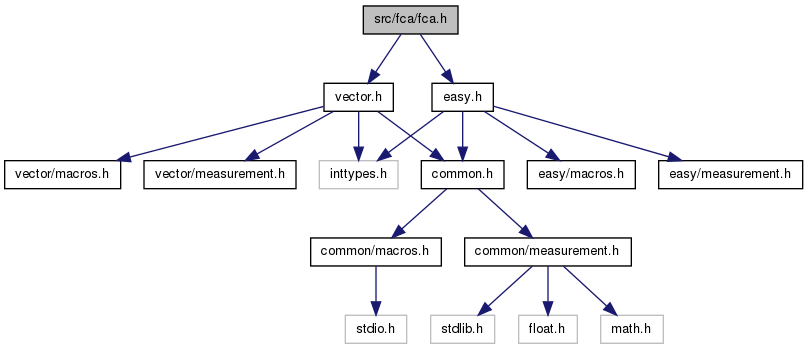 src/fca/fca.h
vector.h
easy.h
vector/macros.h
vector/measurement.h
inttypes.h
common.h
easy/macros.h
easy/measurement.h
common/macros.h
common/measurement.h
stdio.h
stdlib.h
float.h
math.h